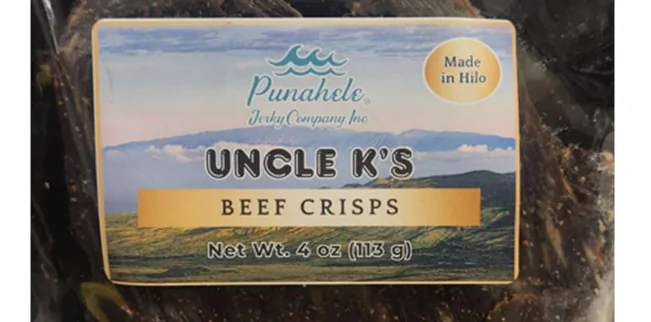 Punahele®
Jerky Company Inc
Made
in Hilo
UNCLE K'S
BEEF CRISPS
Net Wt. 4 oz (113 g)